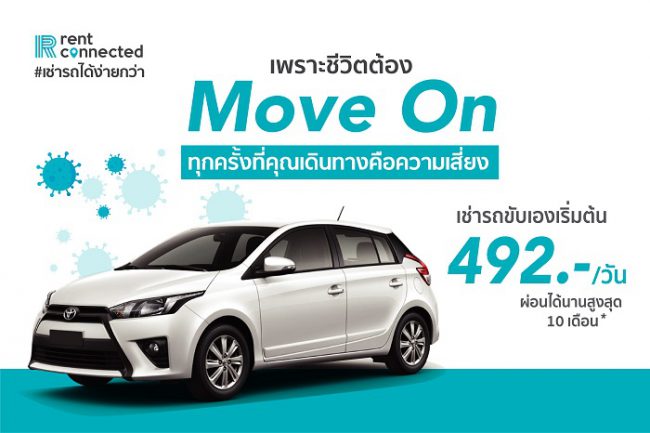 rent
connected
#เช่ารถได้ง่ายกว่า
เพราะชีวิตต้อง
Move On
ทุกครั้งที่คุณเดินทางคือความเสี่ยง
เช่ารถขับเองเริ่มต้น
492.-/วัน
ผ่อนได้นานสูงสุด
10 เดือน*